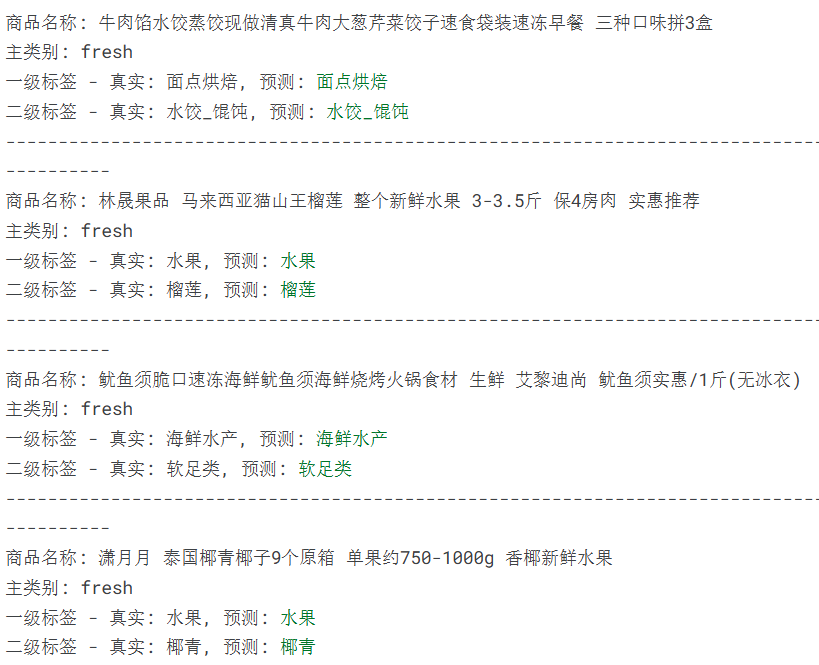 商品名称: 牛肉馅水饺蒸饺现做清真牛肉大葱芹菜饺子速食袋装速冻早餐 三种口味拼3盒
主类别: fresh
一级标签 - 真实: 面点烘焙, 预测: 面点烘焙
二级标签 - 真实: 水饺_馄饨, 预测: 水饺_馄饨
--------------------------------------------------------------------------------
----------
商品名称: 林晟果品 马来西亚猫山王榴莲 整个新鲜水果 3-3.5斤 保4房肉 实惠推荐
主类别: fresh
一级标签 - 真实: 水果, 预测: 水果
二级标签 - 真实: 榴莲, 预测: 榴莲
--------------------------------------------------------------------------------
----------
商品名称: 鱿鱼须脆口速冻海鲜鱿鱼须海鲜烧烤火锅食材 生鲜 艾黎迪尚 鱿鱼须实惠/1斤(无冰衣)
主类别: fresh
一级标签 - 真实: 海鲜水产, 预测: 海鲜水产
二级标签 - 真实: 软足类, 预测: 软足类
--------------------------------------------------------------------------------
----------
商品名称: 潇月月 泰国椰青椰子9个原箱 单果约750-1000g 香椰新鲜水果
主类别: fresh
一级标签 - 真实: 水果, 预测: 水果
二级标签 - 真实: 椰青, 预测: 椰青